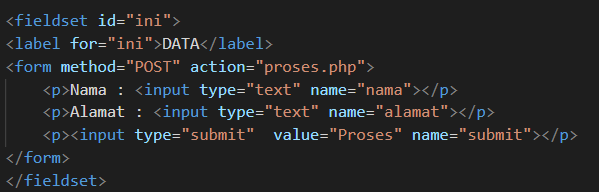 <fieldset id="ini">
<label for="ini">DATA</label>
<form method="POST" action="proses.php">
    <p>Nama : <input type="text" name="nama"></p>
    <p>Alamat : <input type="text" name="alamat"></p>
    <p><input type="submit"  value="Proses" name="submit"></p>
</form>
</fieldset>